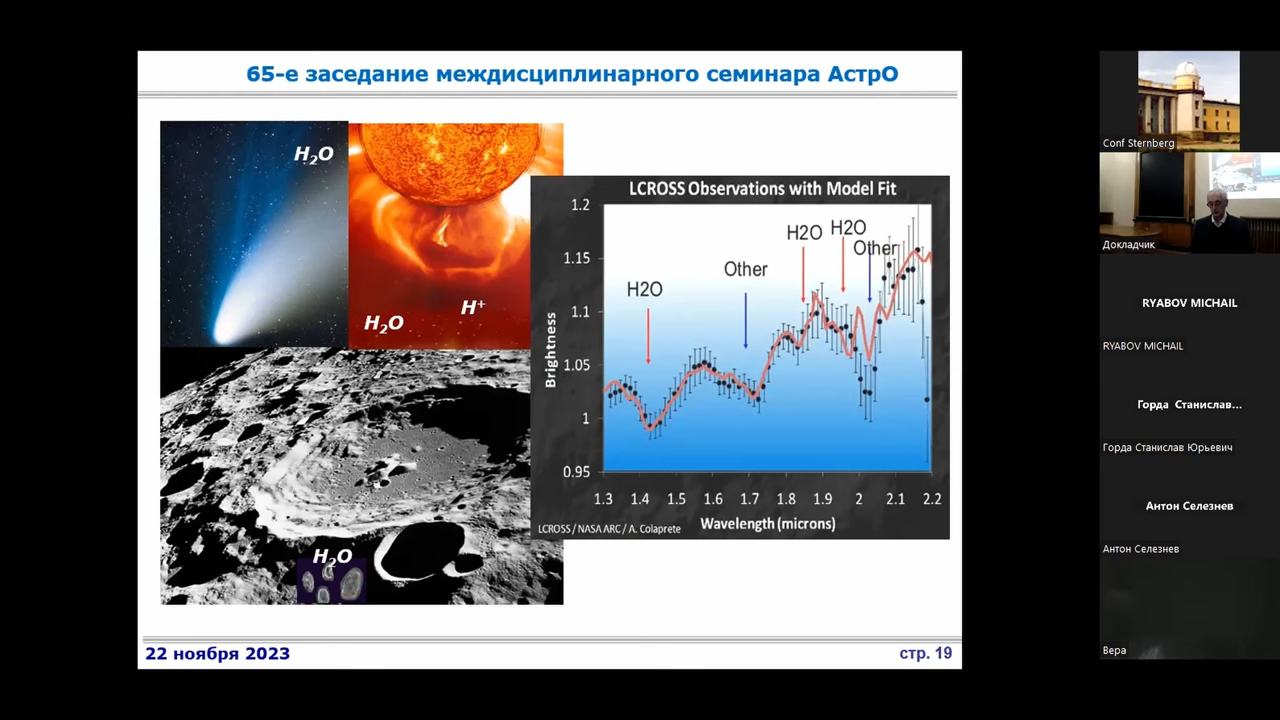 65-е заседание междисциплинарного семинара АстрО
H₂O
H₂O
H⁺
H₂O
LCROSS Observations with Model Fit
1.2
1.15
1.1
1.05
1
0.95
Brightness
H2O
Other
H2O
H2O
Other
1.3 1.4 1.5 1.6 1.7 1.8 1.9 2 2.1 2.2
Wavelength (microns)
LCROSS / NASA ARC / A. Colaprete
22 ноября 2023
стр. 19
Conf Sternberg
Докладчик
RYABOV MICHAIL
RYABOV MICHAIL
Горда Станислав...
Горда Станислав Юрьевич
Антон Селезнев
Антон Селезнев
Вера